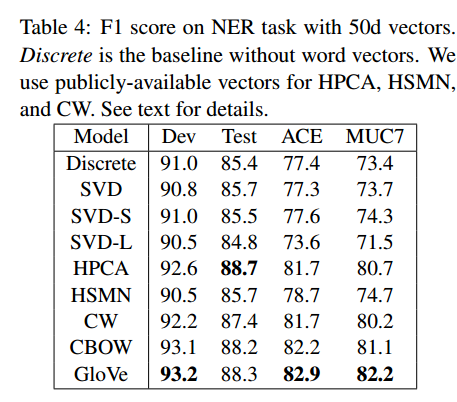 Table 4: F1 score on NER task with 50d vectors.
Discrete is the baseline without word vectors. We
use publicly-available vectors for HPCA, HSMN,
and CW. See text for details.
Model Dev Test ACE MUC7
Discrete 91.0 85.4 77.4 73.4
SVD 90.8 85.7 77.3 73.7
SVD-S 91.0 85.5 77.6 74.3
SVD-L 90.5 84.8 73.6 71.5
HPCA 92.6 88.7 81.7 80.7
HSMN 90.5 85.7 78.7 74.7
CW 92.2 87.4 81.7 80.2
CBOW 93.1 88.2 82.2 81.1
GloVe 93.2 88.3 82.9 82.2